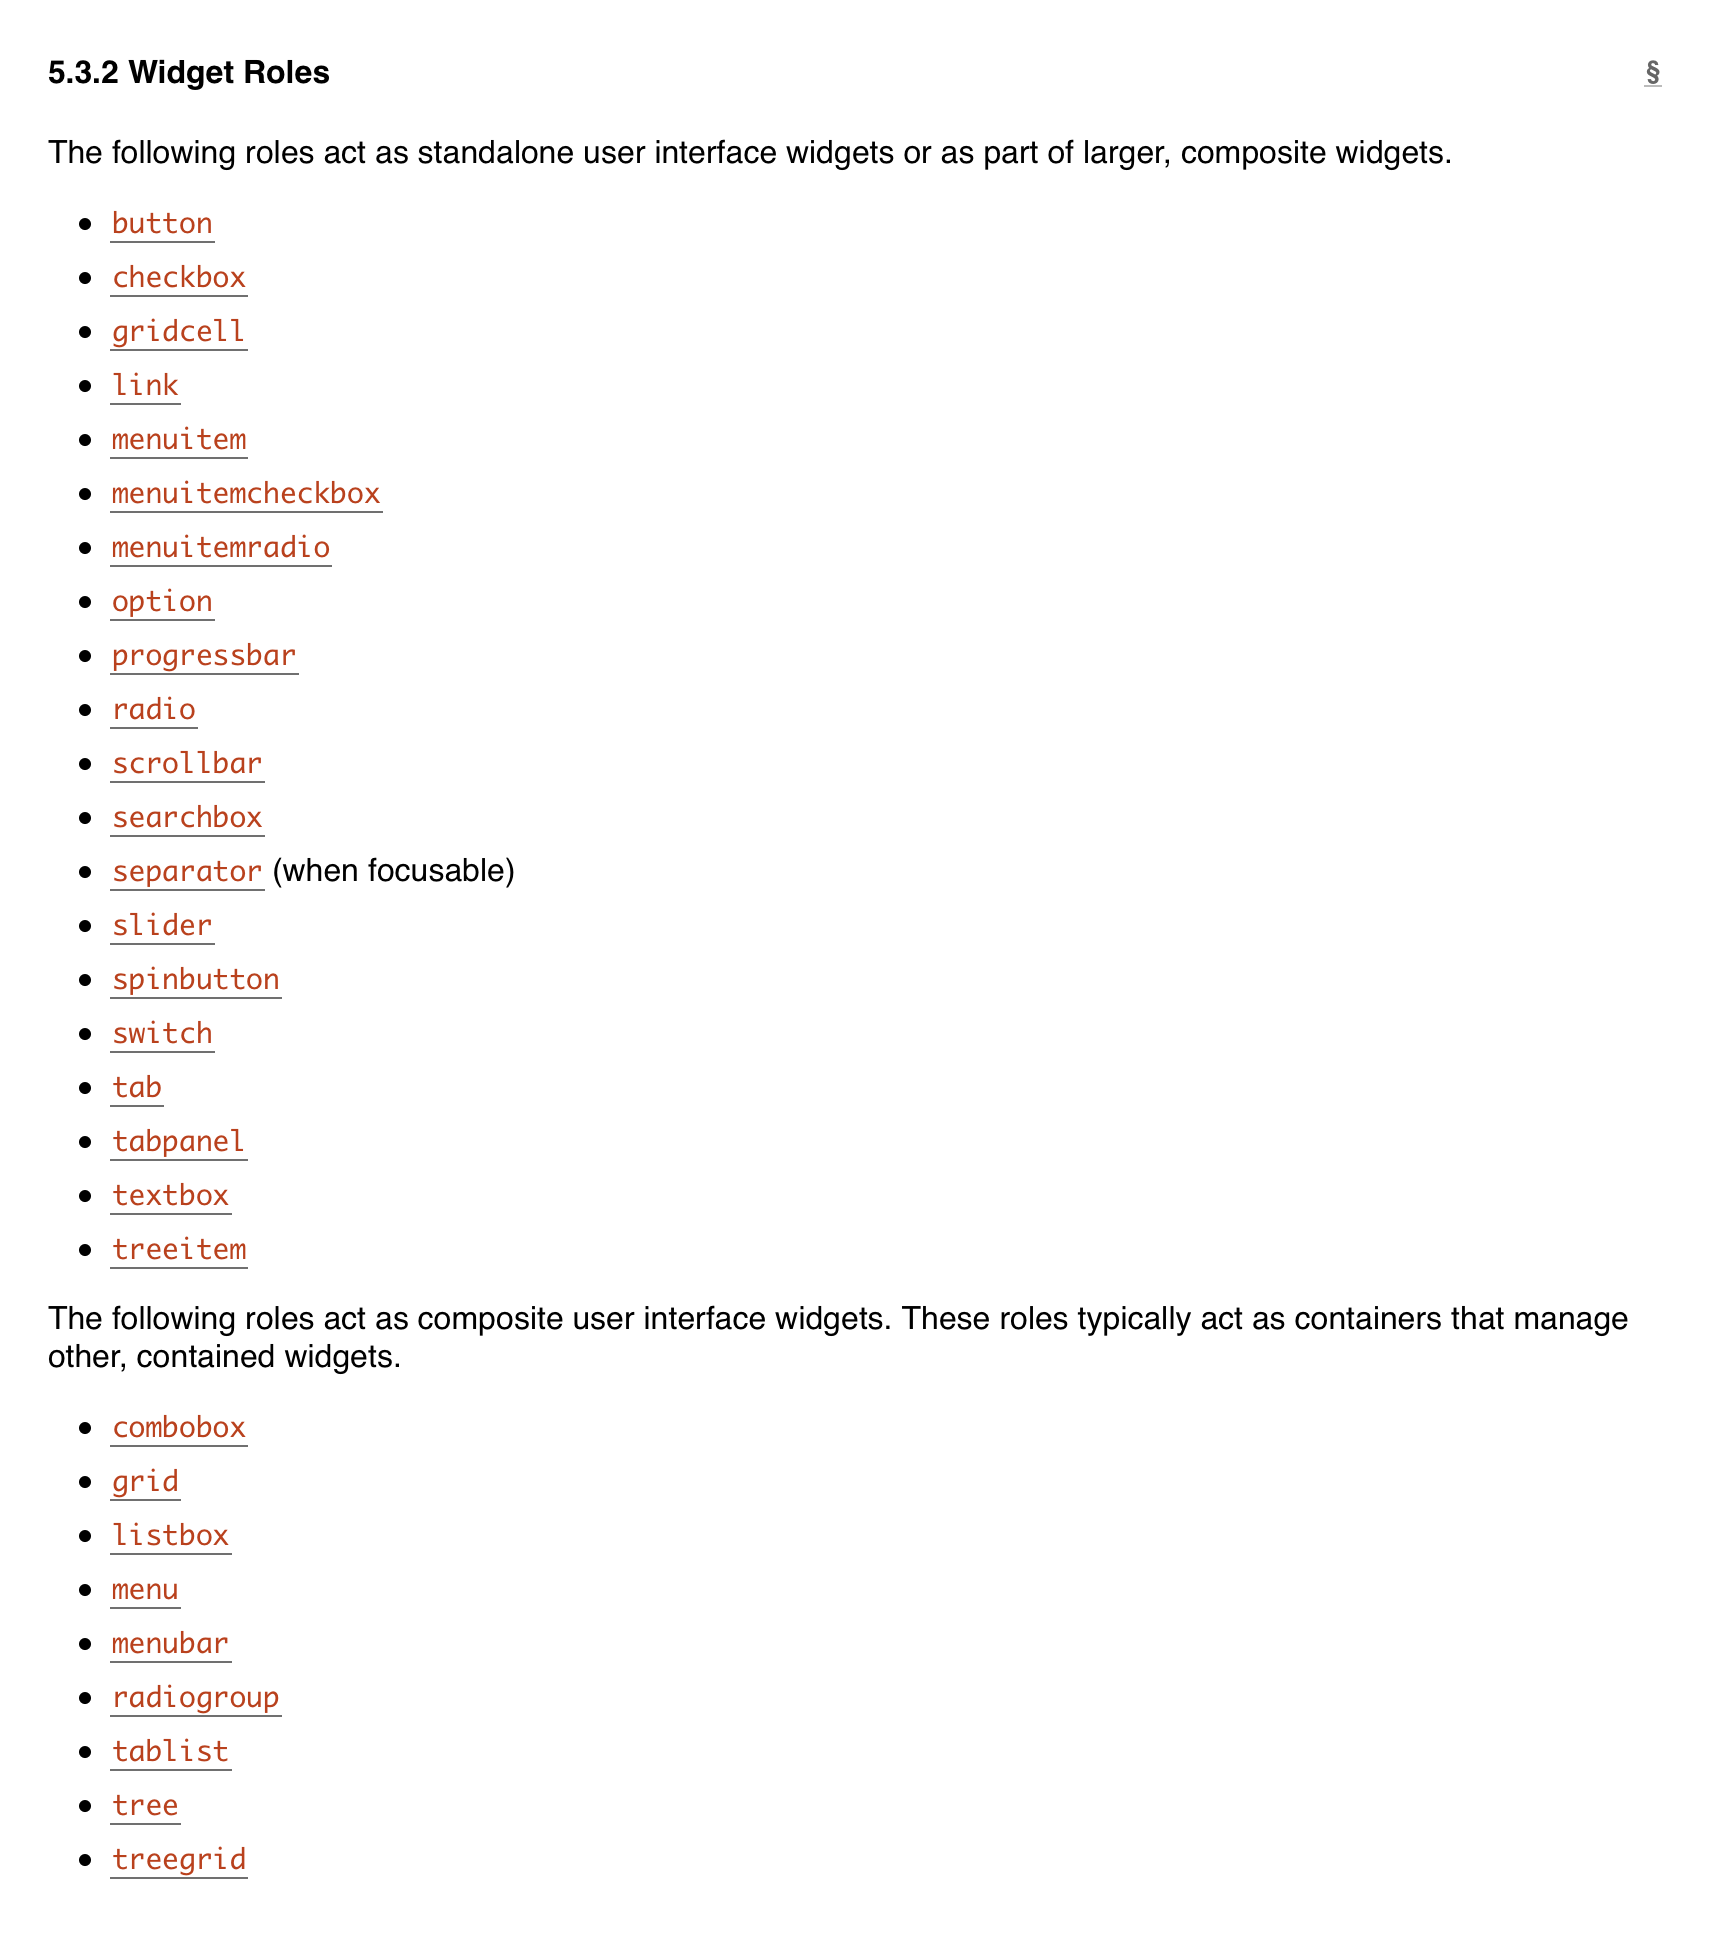 5.3.2 Widget Roles §
The following roles act as standalone user interface widgets or as part of larger, composite widgets.
• button
• checkbox
• gridcell
• link
• menuitem
• menuitemcheckbox
• menuitemradio
• option
• progressbar
• radio
• scrollbar
• searchbox
• separator (when focusable)
• slider
• spinbutton
• switch
• tab
• tabpanel
• textbox
• treeitem
The following roles act as composite user interface widgets. These roles typically act as containers that manage
other, contained widgets.
• combobox
• grid
• listbox
• menu
• menubar
• radiogroup
• tablist
• tree
• treegrid